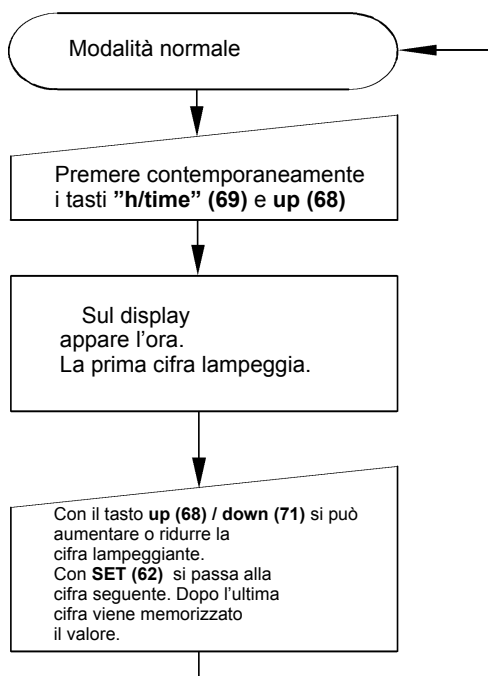 Modalità normale
Premere contemporaneamente
i tasti ”h/time” (69) e up (68)
Sul display
appare l’ora.
La prima cifra lampeggia.
Con il tasto up (68) / down (71) si può
aumentare o ridurre la
cifra lampeggiante.
Con SET (62) si passa alla
cifra seguente. Dopo l’ultima
cifra viene memorizzato
il valore.